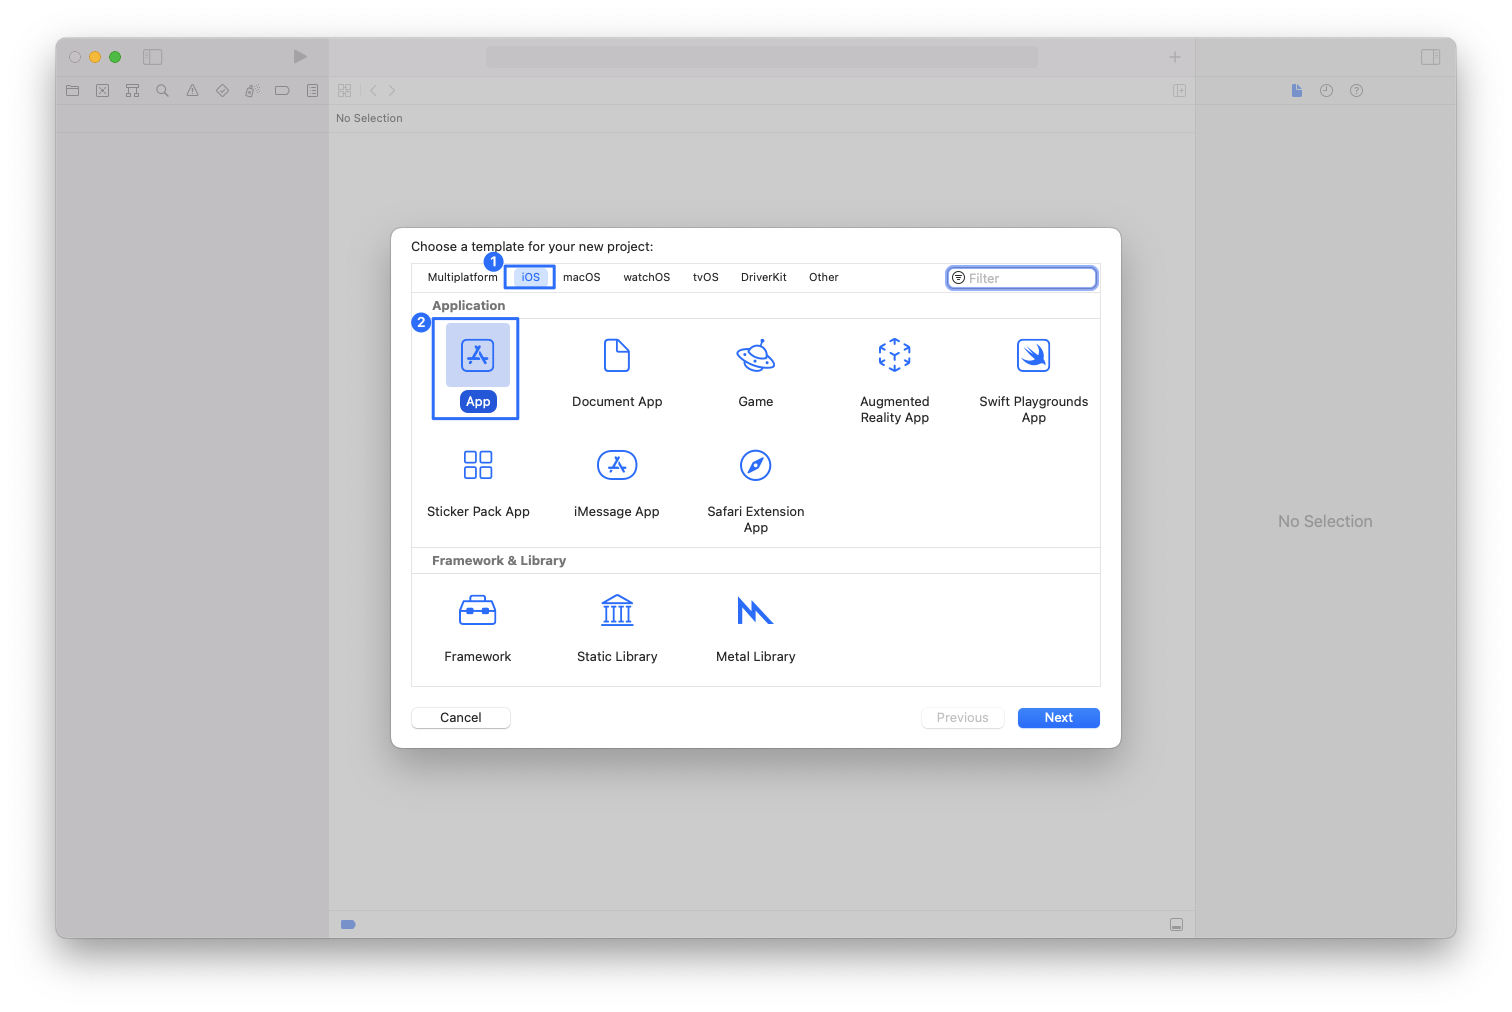 No Selection
Choose a template for your new project:
1
Multiplatform iOS macOS watchOS tvOS DriverKit Other Filter
Application
2
App Document App Game Augmented Reality App Swift Playgrounds App
Sticker Pack App iMessage App Safari Extension App
No Selection
Framework & Library
Framework Static Library Metal Library
Cancel Previous Next